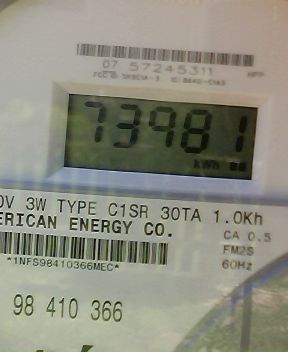 07 57245311
73981
kWh
0V 3W TYPE C1SR 30TA 1.0Kh
ERICAN ENERGY CO.
CA 0.5
FM2S
*1NFS98410366MEC*
60Hz
98 410 366